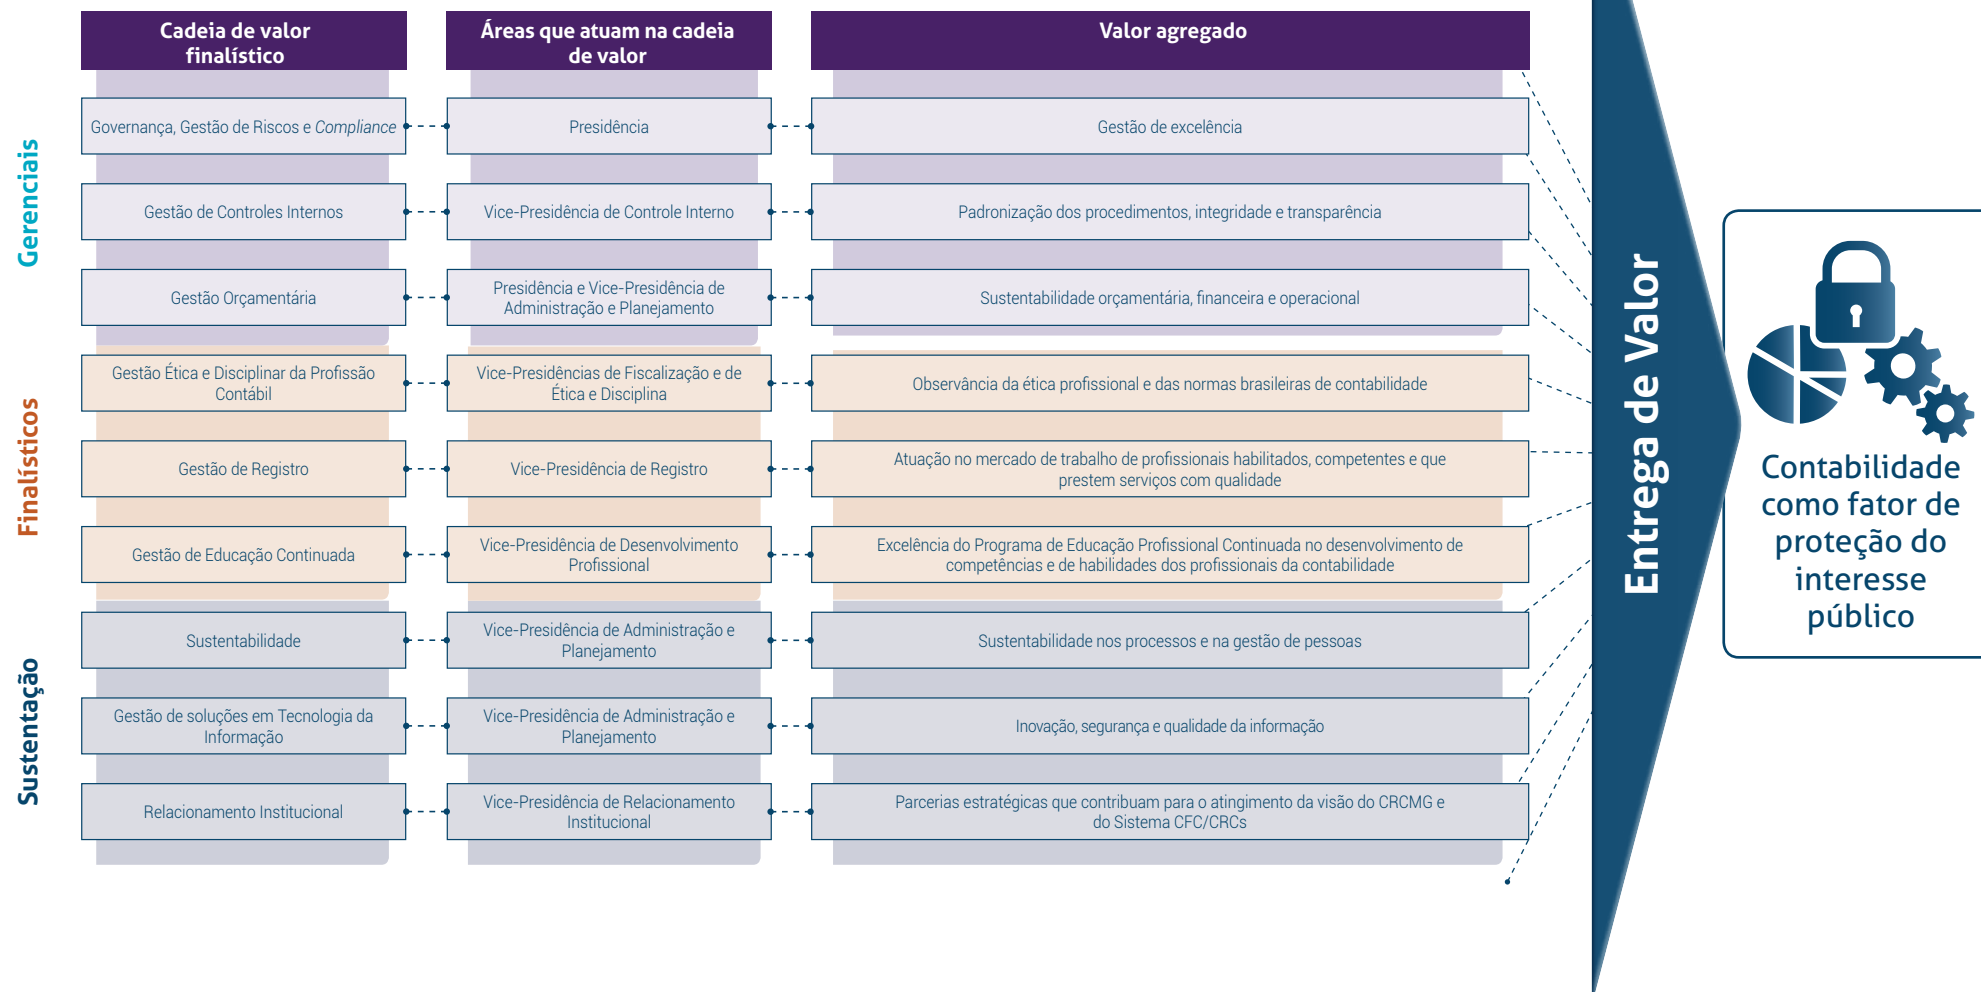 Cadeia de valor
finalístico
Áreas que atuam na cadeia
de valor
Valor agregado
Gerenciais
Governança, Gestão de Riscos e Compliance
Presidência
Gestão de excelência
Gestão de Controles Internos
Vice-Presidência de Controle Interno
Padronização dos procedimentos, integridade e transparência
Gestão Orçamentária
Presidência e Vice-Presidência de
Administração e Planejamento
Sustentabilidade orçamentária, financeira e operacional
Finalísticos
Gestão Ética e Disciplinar da Profissão
Contábil
Vice-Presidências de Fiscalização e de
Ética e Disciplina
Observância da ética profissional e das normas brasileiras de contabilidade
Gestão de Registro
Vice-Presidência de Registro
Atuação no mercado de trabalho de profissionais habilitados, competentes e que
prestem serviços com qualidade
Gestão de Educação Continuada
Vice-Presidência de Desenvolvimento
Profissional
Excelência do Programa de Educação Profissional Continuada no desenvolvimento de
competências e de habilidades dos profissionais da contabilidade
Sustentação
Sustentabilidade
Vice-Presidência de Administração e
Planejamento
Sustentabilidade nos processos e na gestão de pessoas
Gestão de soluções em Tecnologia da
Informação
Vice-Presidência de Administração e
Planejamento
Inovação, segurança e qualidade da informação
Relacionamento Institucional
Vice-Presidência de Relacionamento
Institucional
Parcerias estratégicas que contribuam para o atingimento da visão do CRCMG e
do Sistema CFC/CRCs
Entrega de Valor
Contabilidade
como fator de
proteção do
interesse
público